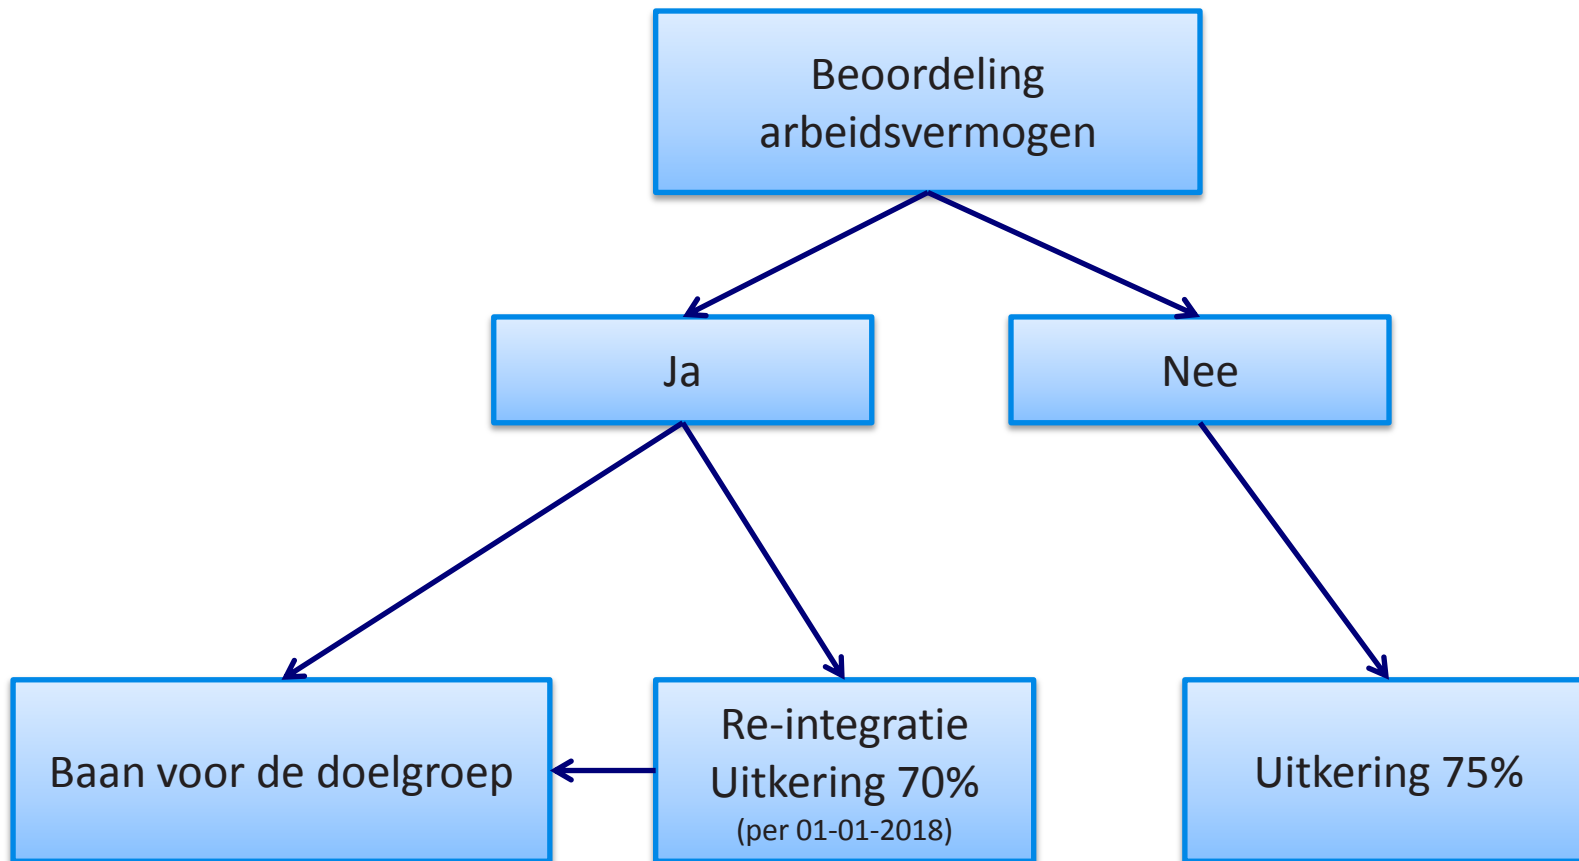 Beoordeling
arbeidsvermogen
Ja
Nee
Baan voor de doelgroep
Re-integratie
Uitkering 70%
(per 01-01-2018)
Uitkering 75%